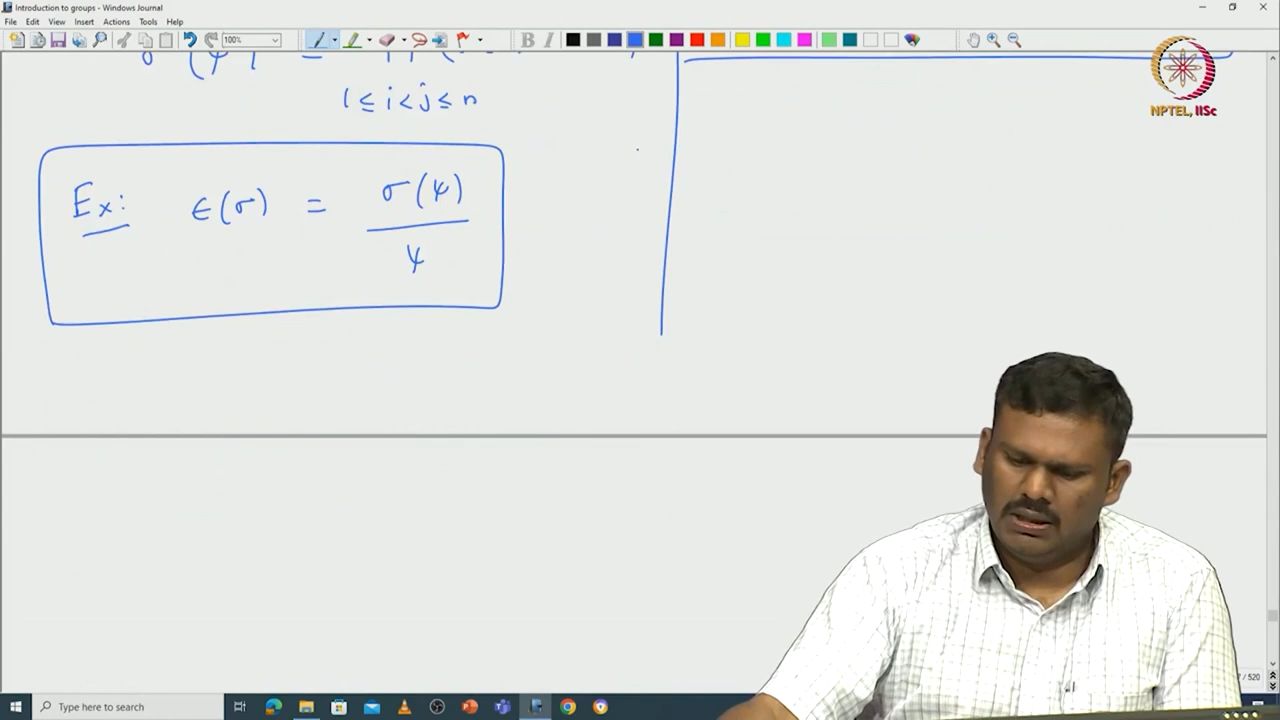 Introduction to groups - Windows Journal
File Edit View Insert Actions Tools Help
100%
B I
1 ≤ i < j ≤ n
Ex: ϵ(σ) = σ(ψ) / ψ
NPTEL, IISc
/ 520
Type here to search